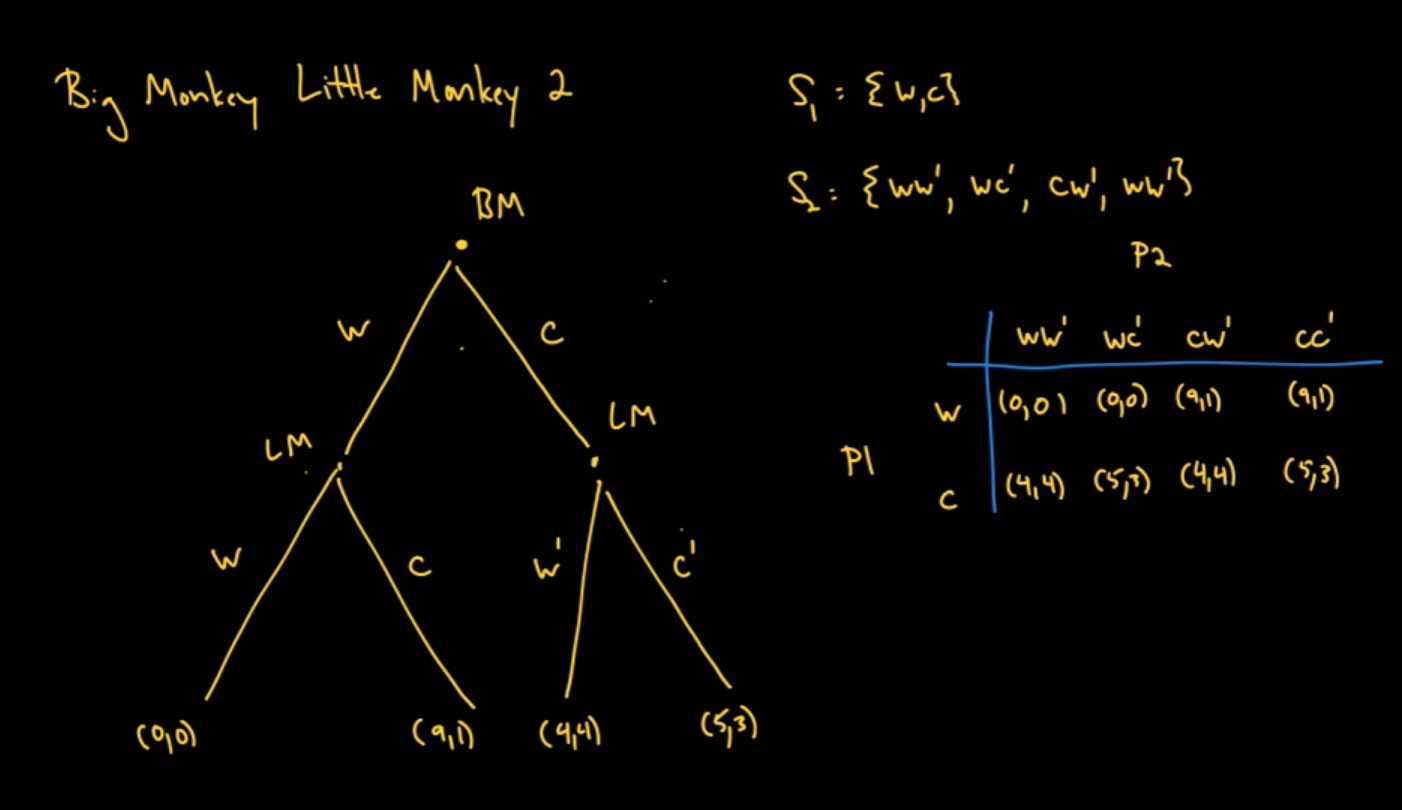 Big Monkey Little Monkey 2
S₁ : {w,c}
S₂ : {ww', wc', cw', ww'}
BM
P2
w c
ww' wc' cw' cc'
w (0,0) (0,0) (9,1) (9,1)
LM LM
P1
c (4,4) (5,3) (4,4) (5,3)
w c w' c'
(0,0) (9,1) (4,4) (5,3)